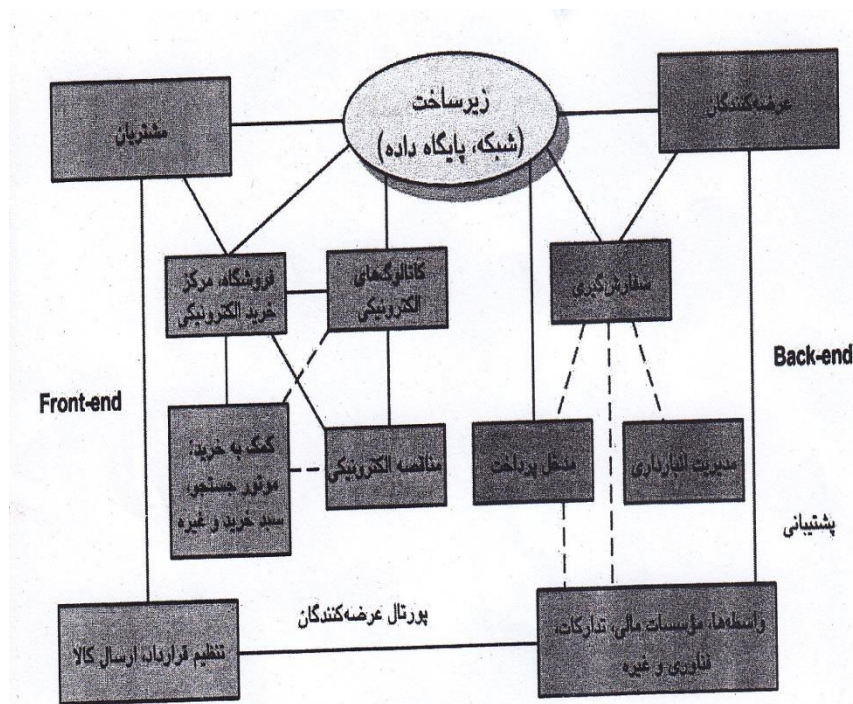 زیرساخت
(شبکه، پایگاه داده)
عرضه‌کنندگان
مشتریان
سفارش‌گیری
کاتالوگ‌های
الکترونیکی
فروشگاه، مرکز
خرید الکترونیکی
Back-end
Front-end
مدیریت انبارداری
مدخل پرداخت
مناقصه الکترونیکی
کمک به خرید:
موتور جستجو،
سبد خرید و غیره
پشتیبانی
پورتال عرضه‌کنندگان
واسطه‌ها، مؤسسات مالی، تدارکات،
فناوری و غیره
تنظیم قرارداد، ارسال کالا